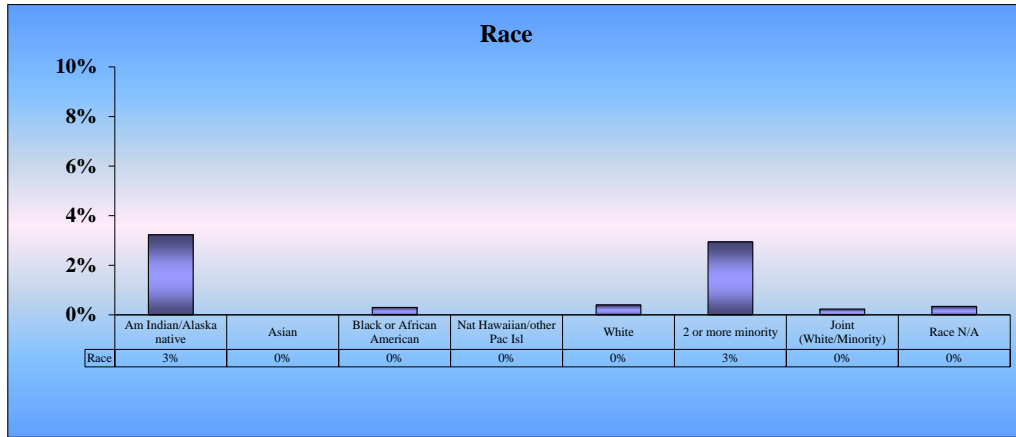 Race
10%
8%
6%
4%
2%
0%
Am Indian/Alaska native
Asian
Black or African American
Nat Hawaiian/other Pac Isl
White
2 or more minority
Joint (White/Minority)
Race N/A
Race 3% 0% 0% 0% 0% 3% 0% 0%